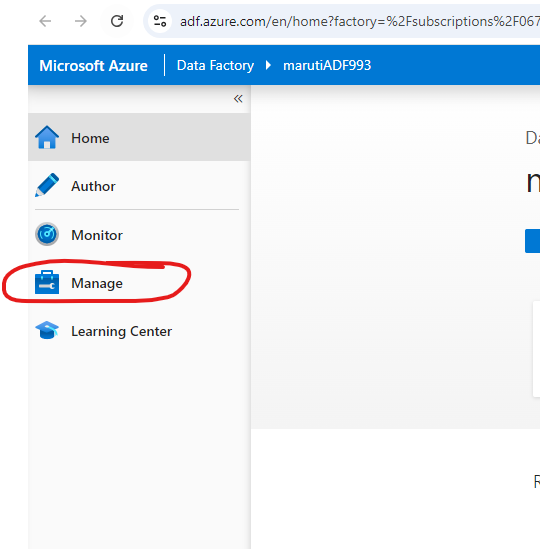 adf.azure.com/en/home?factory=%2Fsubscriptions%2F067
Microsoft Azure Data Factory marutiADF993
«
Home
Author
Monitor
Manage
Learning Center
Da
R